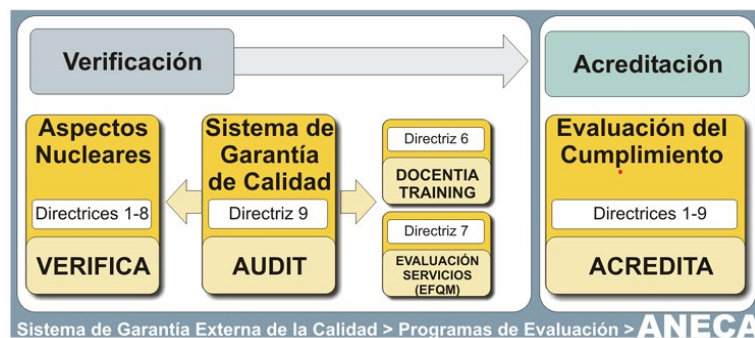 Verificación
Acreditación
Aspectos
Nucleares
Directrices 1-8
VERIFICA
Sistema de
Garantía
de Calidad
Directriz 9
AUDIT
Directriz 6
DOCENTIA
TRAINING
Directriz 7
EVALUACIÓN
SERVICIOS
(EFQM)
Evaluación del
Cumplimiento
Directrices 1-9
ACREDITA
Sistema de Garantía Externa de la Calidad > Programas de Evaluación > ANECA